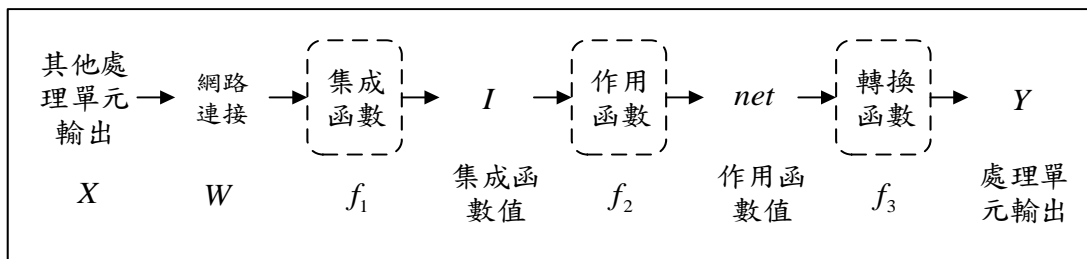 其他處
理單元
輸出
網路
連接
集成
函數
I
作用
函數
net
轉換
函數
Y
X
W
f₁
集成函
數值
f₂
作用函
數值
f₃
處理單
元輸出